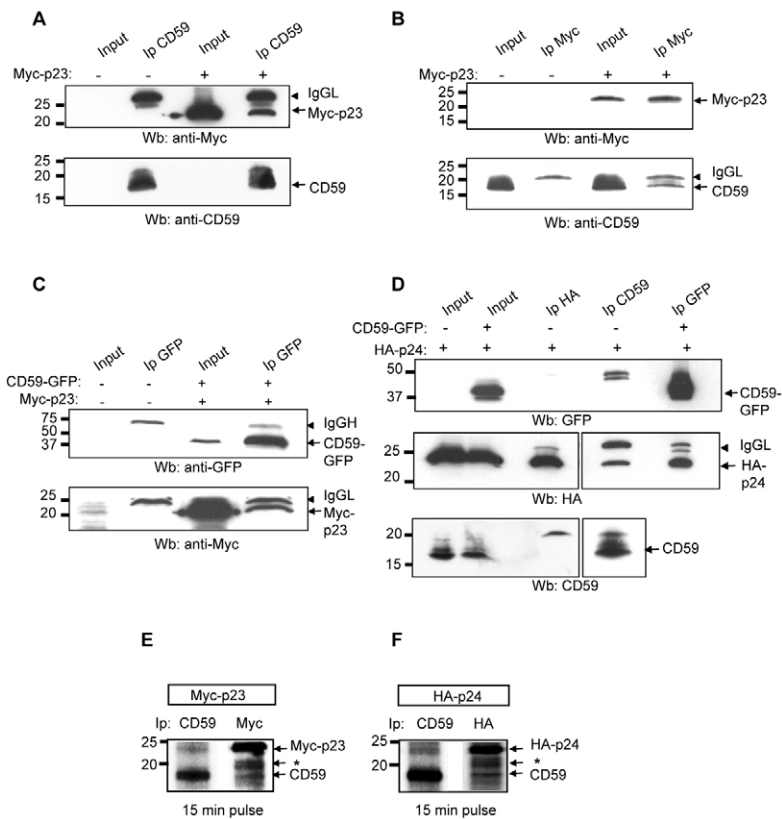 A
Input
Ip CD59
Input
Ip CD59
Myc-p23: - - + +
25
20
IgGL
Myc-p23
Wb: anti-Myc
25
20
15
CD59
Wb: anti-CD59
B
Input
Ip Myc
Input
Ip Myc
Myc-p23: - - + +
25
20
15
Myc-p23
Wb: anti-Myc
25
20
15
IgGL
CD59
Wb: anti-CD59
C
Input
Ip GFP
Input
Ip GFP
CD59-GFP: - - + +
Myc-p23: - - + +
75
50
37
IgGH
CD59-
GFP
Wb: anti-GFP
25
20
IgGL
Myc-
p23
Wb: anti-Myc
D
Input
Input
Ip HA
Ip CD59
Ip GFP
CD59-GFP: - + - - +
HA-p24: + + + + +
50
37
CD59-
GFP
Wb: GFP
25
20
IgGL
HA-
p24
Wb: HA
20
15
CD59
Wb: CD59
E
Myc-p23
Ip: CD59 Myc
25
20
Myc-p23
*
CD59
15 min pulse
F
HA-p24
Ip: CD59 HA
25
20
HA-p24
*
CD59
15 min pulse